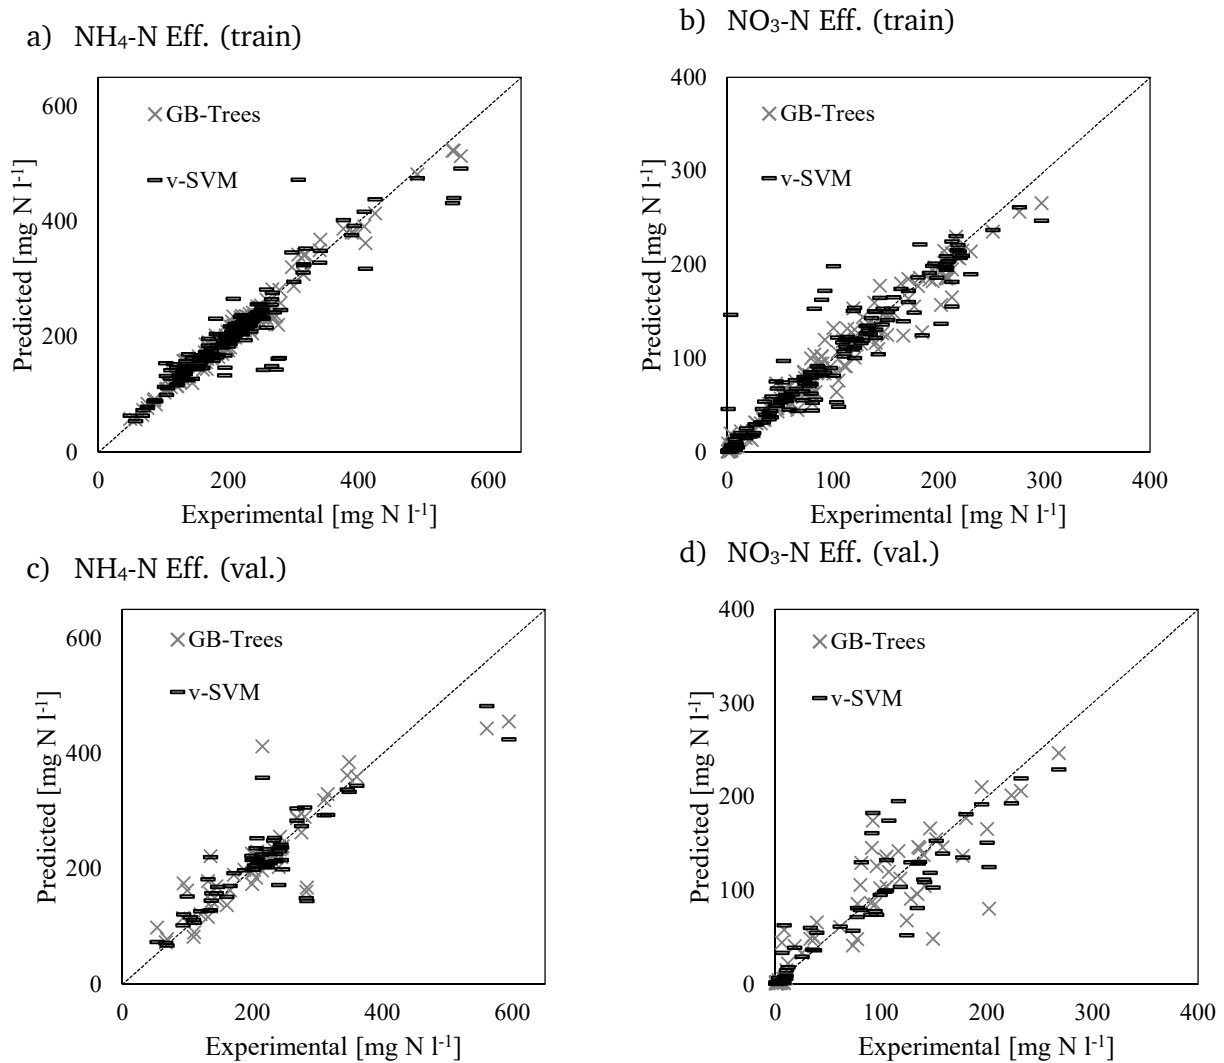 a) NH₄-N Eff. (train)
600
400
200
0
0 200 400 600
Predicted [mg N l⁻¹]
Experimental [mg N l⁻¹]
GB-Trees
v-SVM
b) NO₃-N Eff. (train)
400
300
200
100
0
0 100 200 300 400
Predicted [mg N l⁻¹]
Experimental [mg N l⁻¹]
GB-Trees
v-SVM
c) NH₄-N Eff. (val.)
600
400
200
0
0 200 400 600
Predicted [mg N l⁻¹]
Experimental [mg N l⁻¹]
GB-Trees
v-SVM
d) NO₃-N Eff. (val.)
400
300
200
100
0
0 100 200 300 400
Predicted [mg N l⁻¹]
Experimental [mg N l⁻¹]
GB-Trees
v-SVM